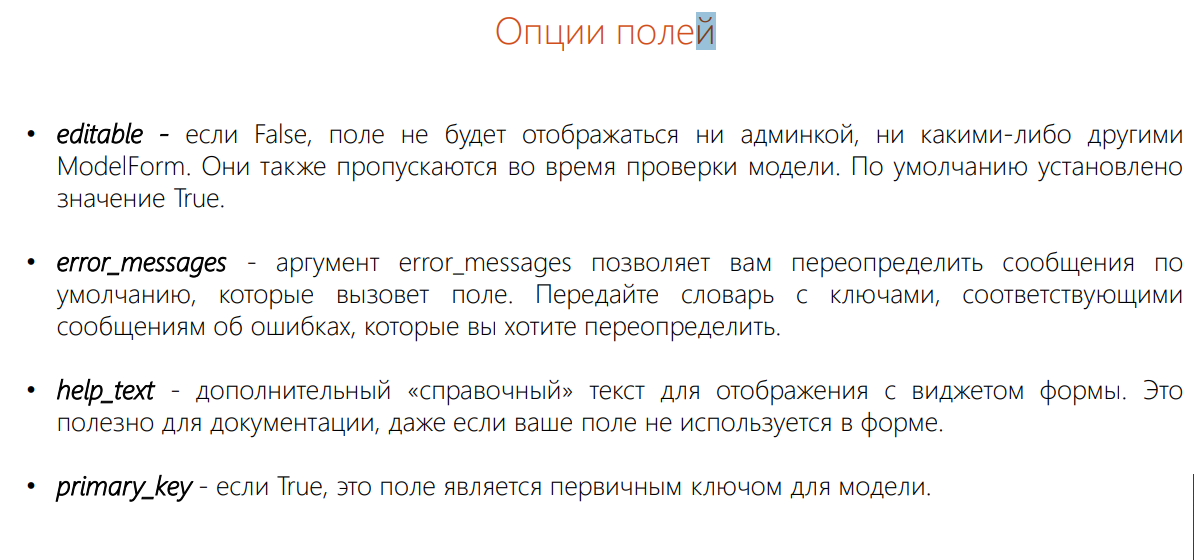 Опции полей
• editable - если False, поле не будет отображаться ни админкой, ни какими-либо другими
ModelForm. Они также пропускаются во время проверки модели. По умолчанию установлено
значение True.
• error_messages - аргумент error_messages позволяет вам переопределить сообщения по
умолчанию, которые вызовет поле. Передайте словарь с ключами, соответствующими
сообщениям об ошибках, которые вы хотите переопределить.
• help_text - дополнительный «справочный» текст для отображения с виджетом формы. Это
полезно для документации, даже если ваше поле не используется в форме.
• primary_key - если True, это поле является первичным ключом для модели.